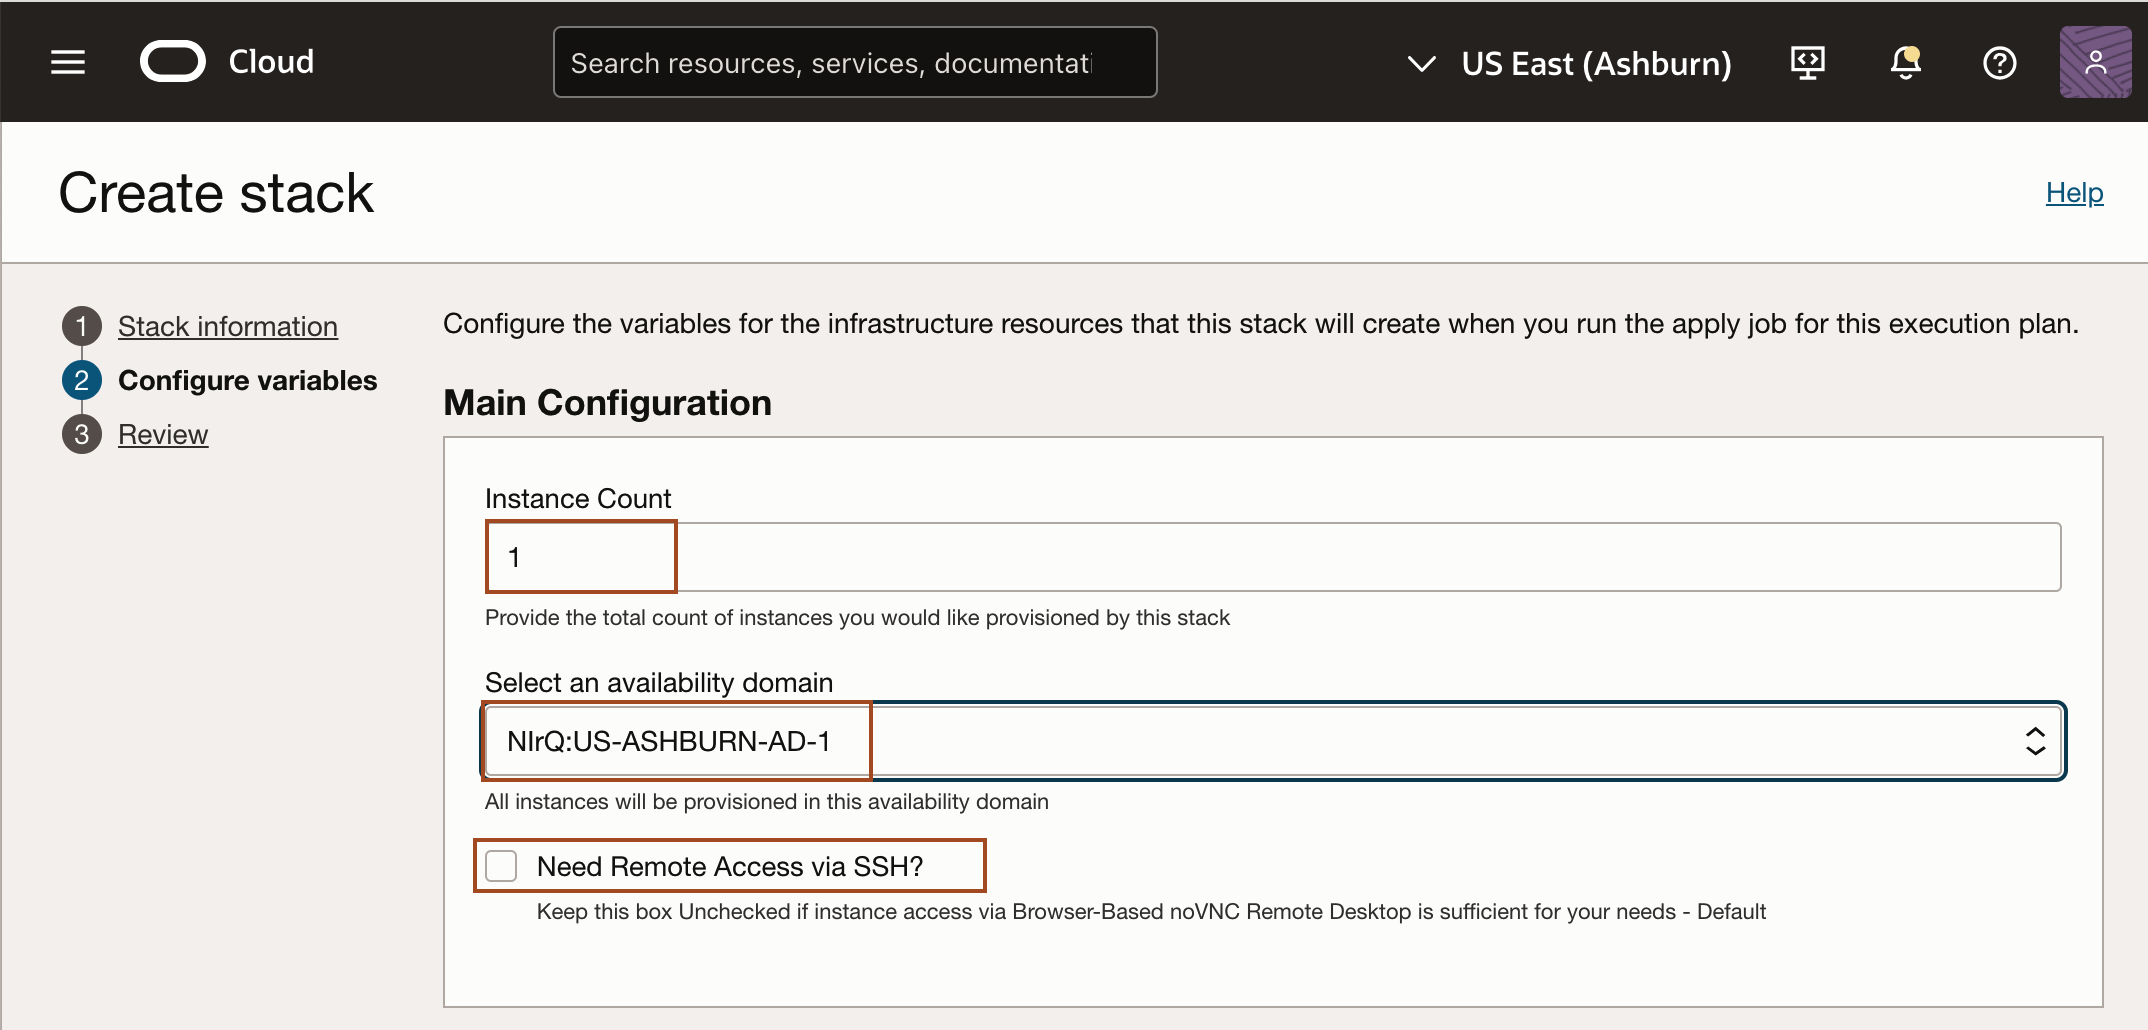 Cloud
Search resources, services, documentati
US East (Ashburn)
Create stack
Help
1 Stack information
2 Configure variables
3 Review
Configure the variables for the infrastructure resources that this stack will create when you run the apply job for this execution plan.
Main Configuration
Instance Count
1
Provide the total count of instances you would like provisioned by this stack
Select an availability domain
NIrQ:US-ASHBURN-AD-1
All instances will be provisioned in this availability domain
Need Remote Access via SSH?
Keep this box Unchecked if instance access via Browser-Based noVNC Remote Desktop is sufficient for your needs - Default